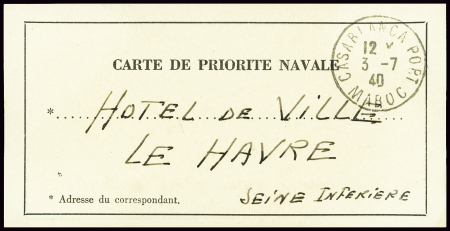 CASABLANCA PORT
12
3 -7
40
MAROC
CARTE DE PRIORITE NAVALE
* HOTEL DE VILLE
LE HAVRE
* Adresse du correspondant.
SEINE INFERIERE